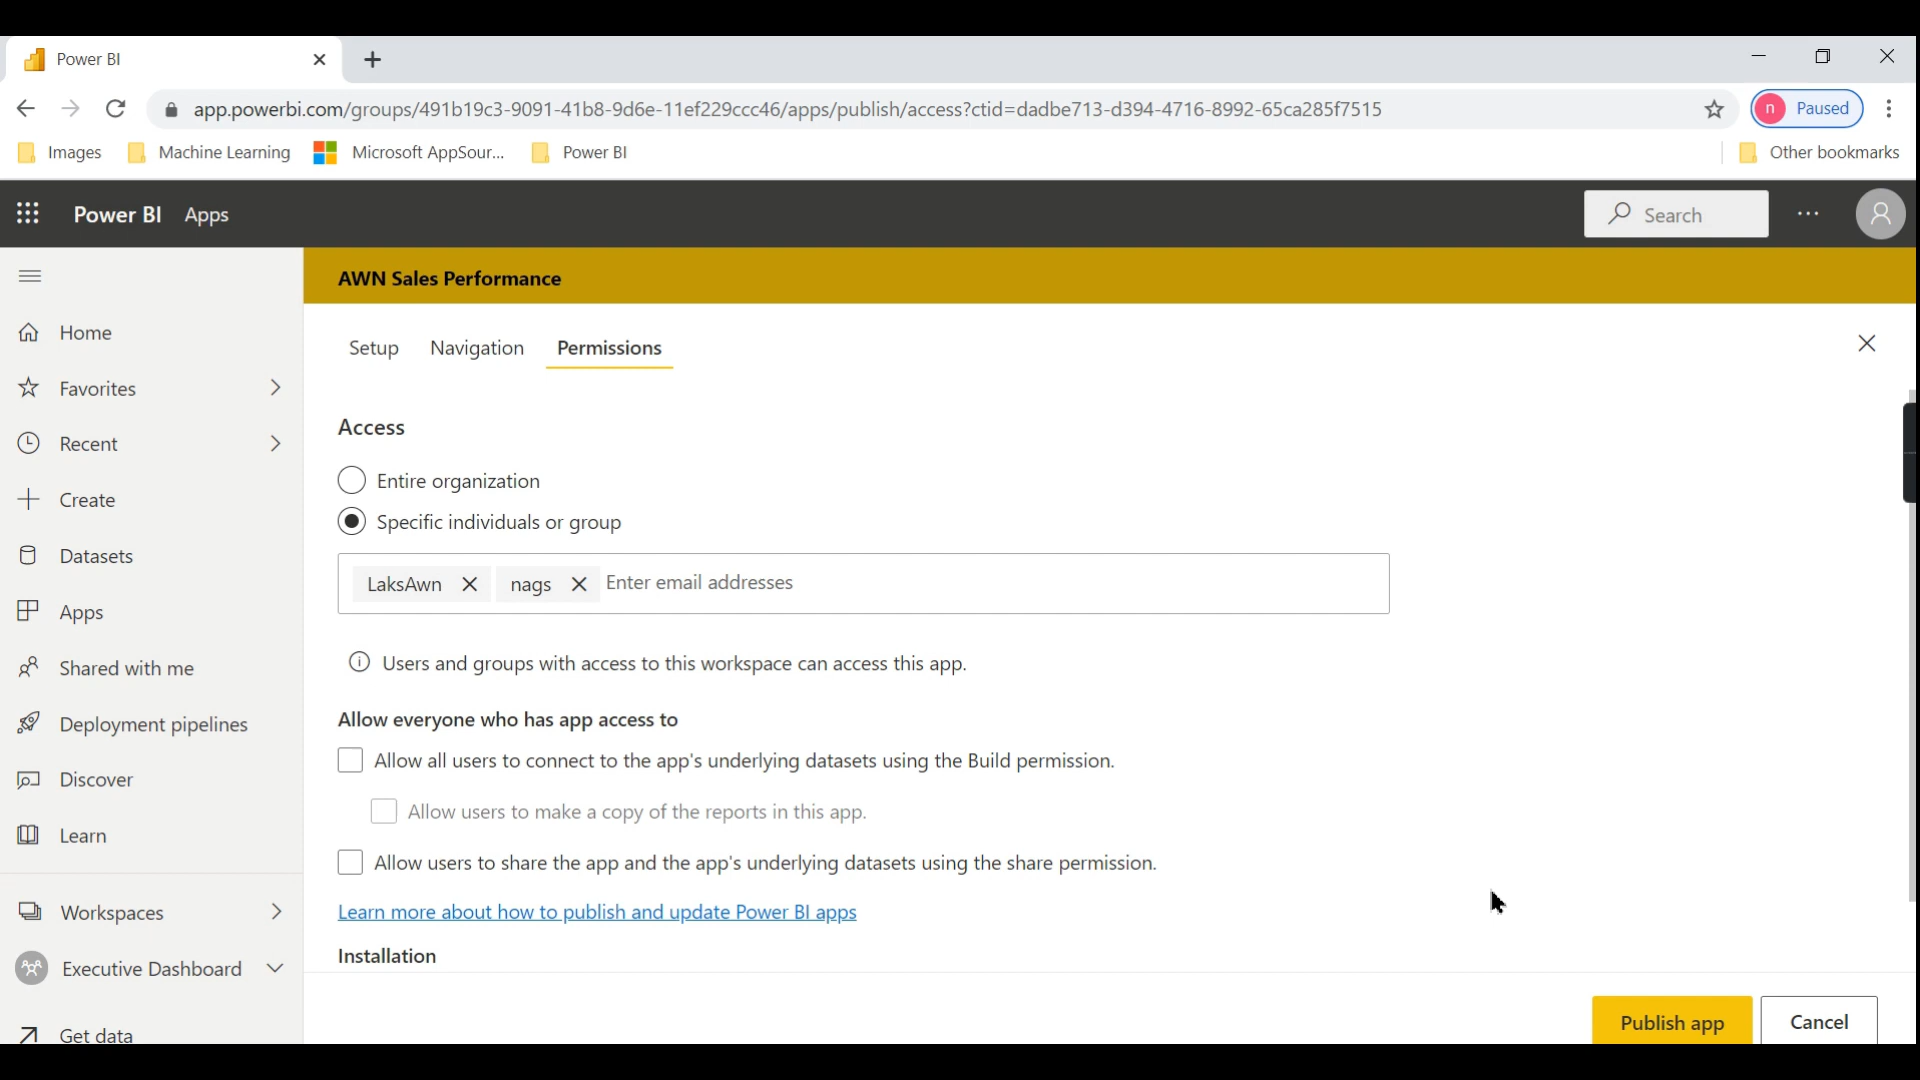 Power BI
app.powerbi.com/groups/491b19c3-9091-41b8-9d6e-11ef229ccc46/apps/publish/access?ctid=dadbe713-d394-4716-8992-65ca285f7515
n Paused
Images Machine Learning Microsoft AppSour... Power BI Other bookmarks
Power BI Apps Search
AWN Sales Performance
Home
Favorites
Recent
Create
Datasets
Apps
Shared with me
Deployment pipelines
Discover
Learn
Workspaces
Executive Dashboard
Get data
Setup Navigation Permissions
Access
Entire organization
Specific individuals or group
LaksAwn nags Enter email addresses
Users and groups with access to this workspace can access this app.
Allow everyone who has app access to
Allow all users to connect to the app's underlying datasets using the Build permission.
Allow users to make a copy of the reports in this app.
Allow users to share the app and the app's underlying datasets using the share permission.
Learn more about how to publish and update Power BI apps
Installation
Publish app Cancel